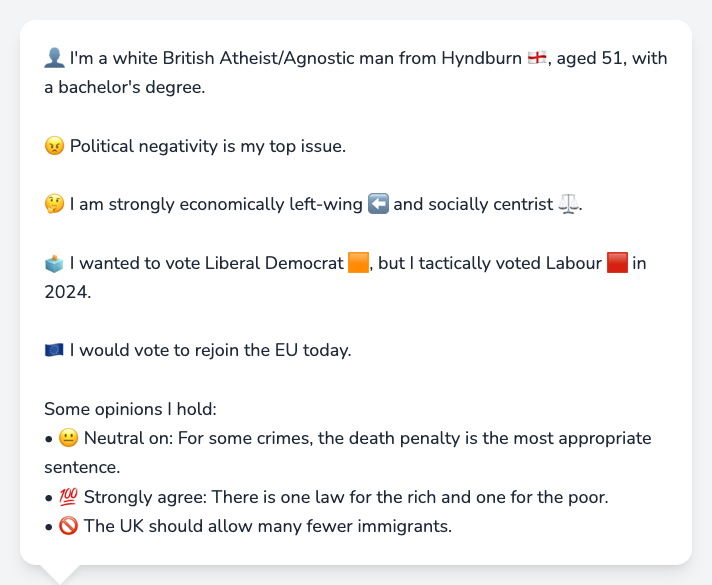 👤 I'm a white British Atheist/Agnostic man from Hyndburn 🏴󠁧󠁢󠁥󠁮󠁧󠁿, aged 51, with
a bachelor's degree.
😠 Political negativity is my top issue.
🤔 I am strongly economically left-wing ⬅️ and socially centrist ⚖️.
🗳️ I wanted to vote Liberal Democrat 🟧, but I tactically voted Labour 🟥 in
2024.
🇪🇺 I would vote to rejoin the EU today.
Some opinions I hold:
• 😐 Neutral on: For some crimes, the death penalty is the most appropriate
sentence.
• 💯 Strongly agree: There is one law for the rich and one for the poor.
• 🚫 The UK should allow many fewer immigrants.